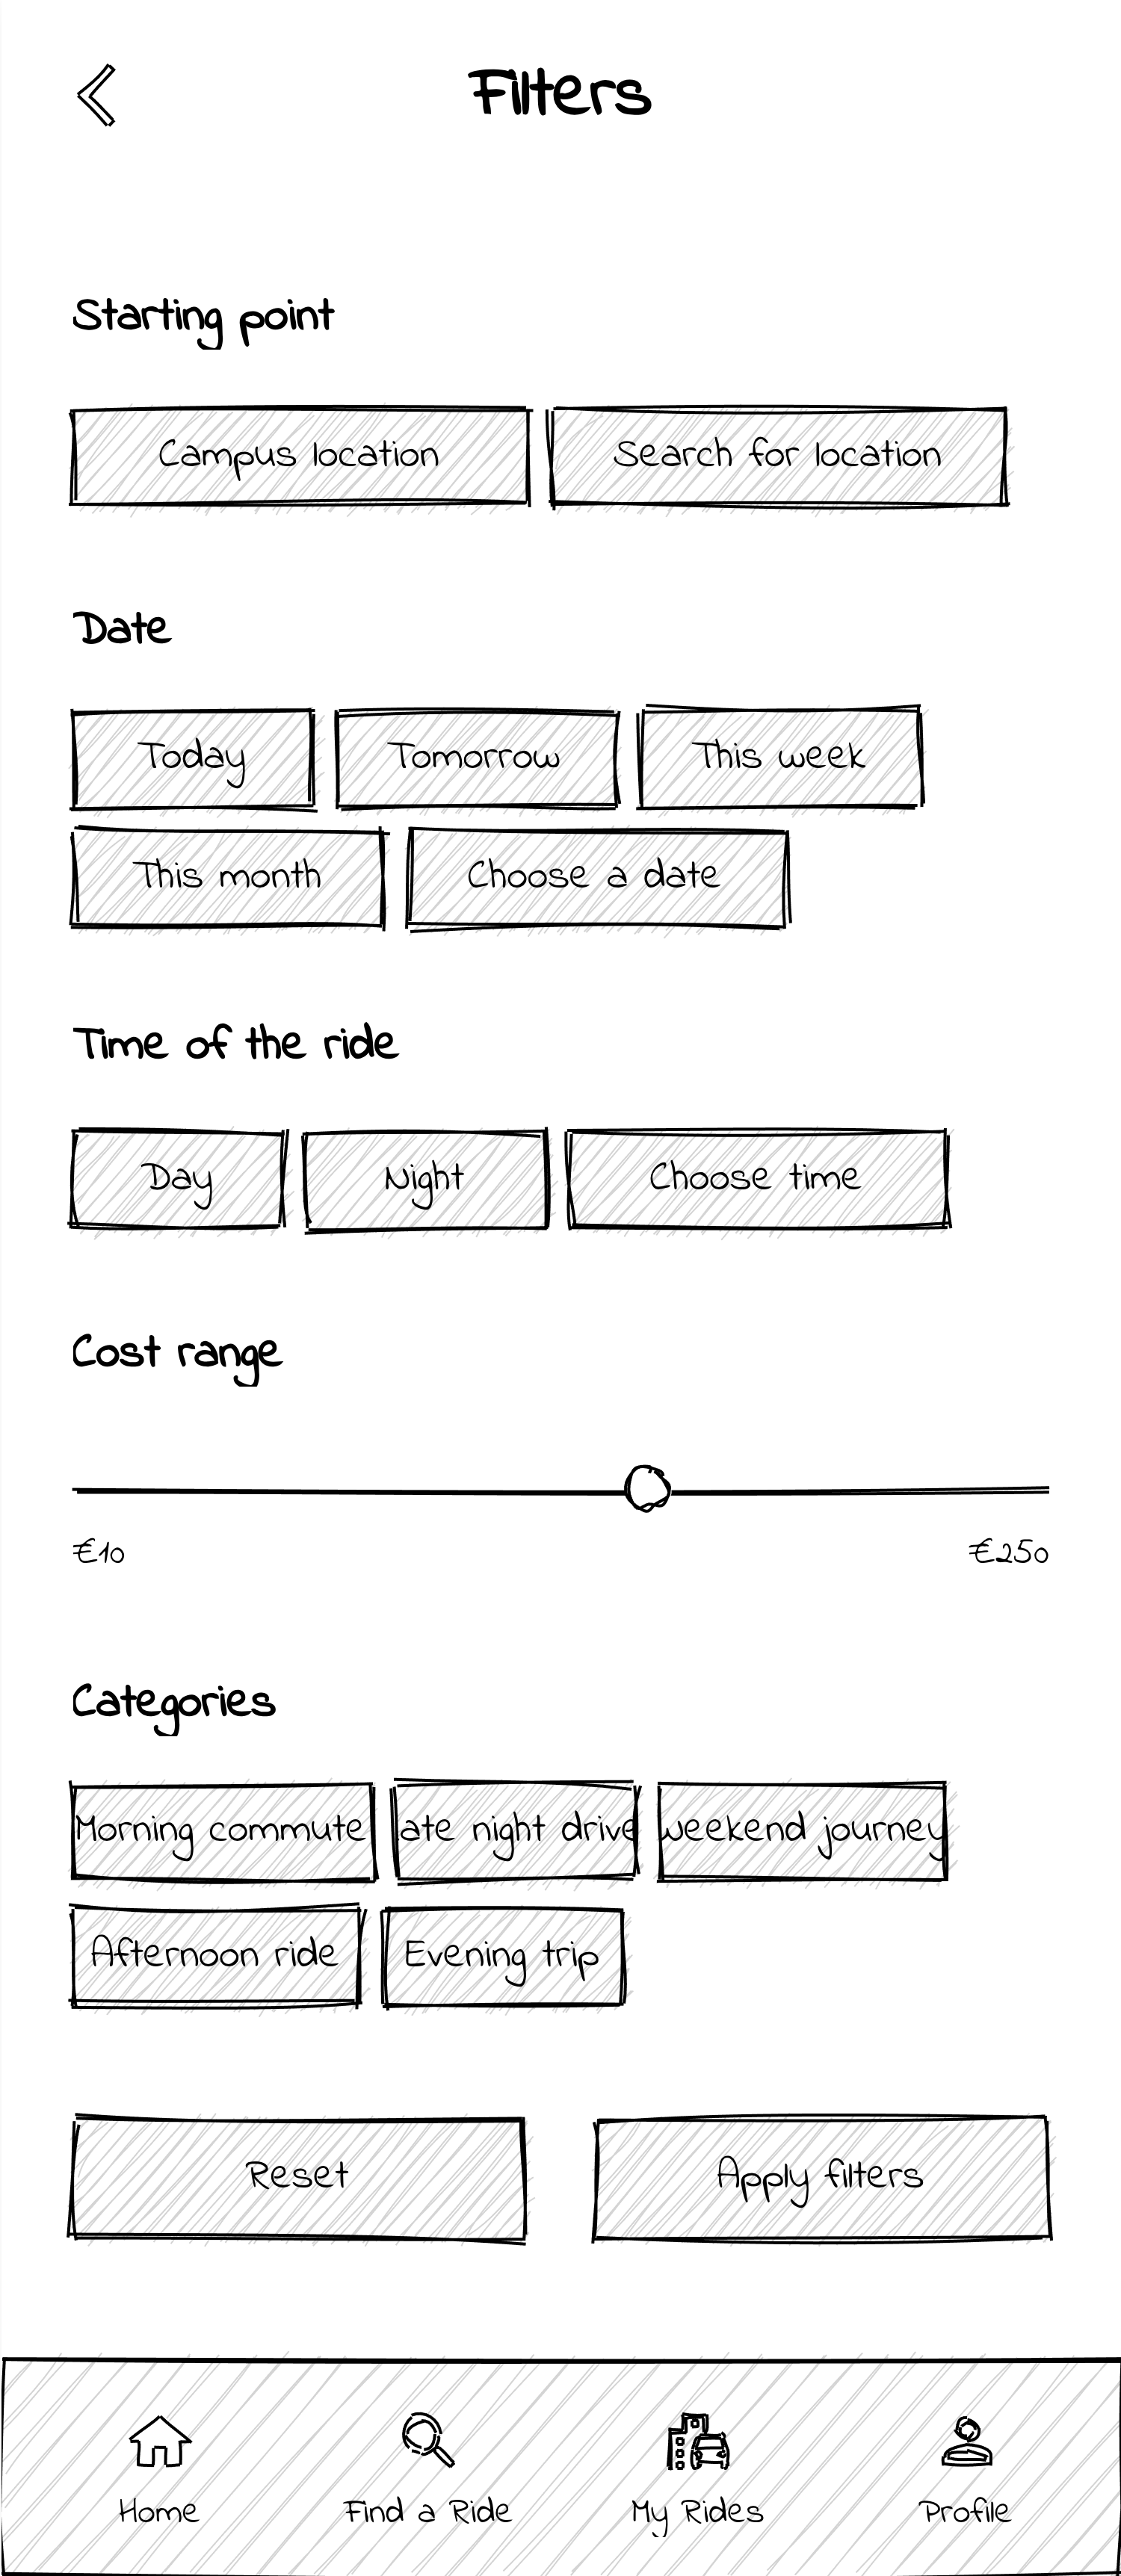 Filters
Starting point
Campus location Search for location
Date
Today Tomorrow This week
This month Choose a date
Time of the ride
Day Night Choose time
Cost range
€10 €250
Categories
Morning commute ate night drive weekend journey
Afternoon ride Evening trip
Reset Apply filters
Home Find a Ride My Rides Profile